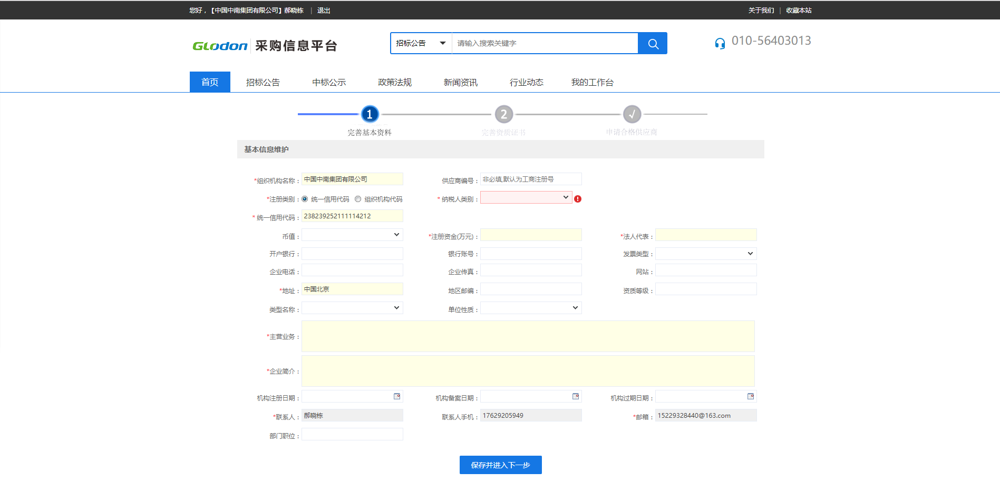 您好，【中国中南集团有限公司】郝晓栋 | 退出 关于我们 | 收藏本站
GLodon 采购信息平台 招标公告 请输入搜索关键字 010-56403013
首页 招标公告 中标公示 政策法规 新闻资讯 行业动态 我的工作台
1 2 √
完善基本资料 完善资质证书 申请合格供应商
基本信息维护
*组织机构名称： 中国中南集团有限公司 供应商编号： 非必填,默认为工商注册号
*注册类别： 统一信用代码 组织机构代码 * 纳税人类别：
* 统一信用代码： 238239252111114212
币值： *注册资金(万元)： *法人代表：
开户银行： 银行账号： 发票类型：
企业电话： 企业传真： 网站：
*地址： 中国北京 地区邮编： 资质等级：
类型名称： 单位性质：
*主营业务：
*企业简介：
机构注册日期： 机构备案日期： 机构过期日期：
*联系人： 郝晓栋 联系人手机： 17629205949 *邮箱： 15229328440@163.com
部门职位：
保存并进入下一步